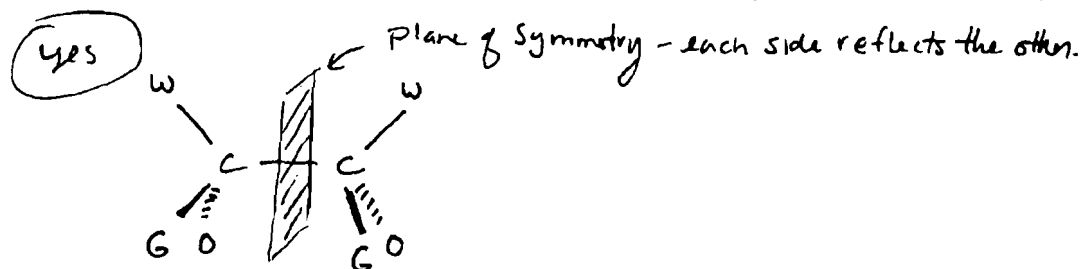 yes
Plane of Symmetry - each side reflects the other.
W W
C C
G O G O